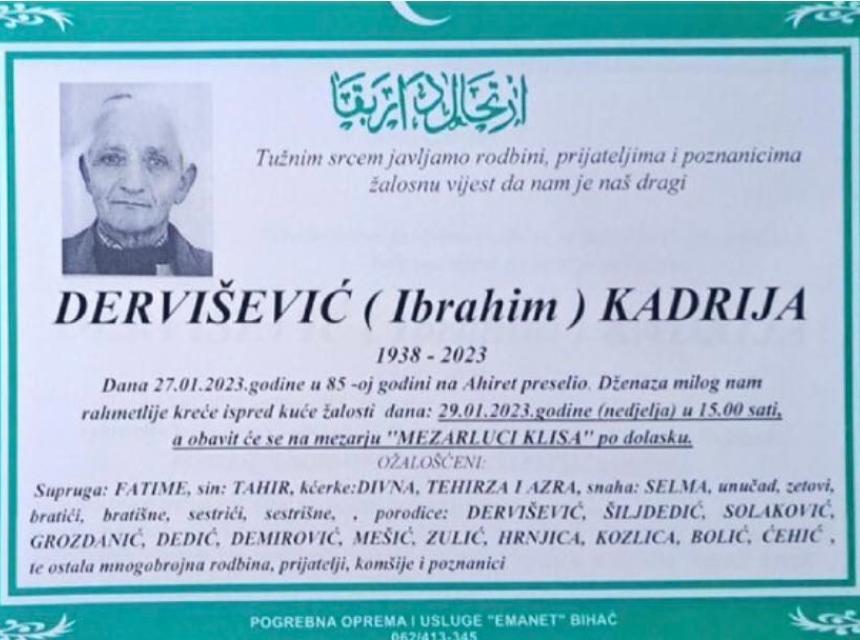 Tužnim srcem javljamo rodbini, prijateljima i poznanicima
žalosnu vijest da nam je naš dragi
DERVIŠEVIĆ ( Ibrahim ) KADRIJA
1938 - 2023
Dana 27.01.2023.godine u 85 -oj godini na Ahiret preselio. Dženaza milog nam
rahmetlije kreće ispred kuće žalosti dana: 29.01.2023.godine (nedjelja) u 15.00 sati,
a obavit će se na mezarju "MEZARLUCI KLISA" po dolasku.
OŽALOŠĆENI:
Supruga: FATIME, sin: TAHIR, kćerke:DIVNA, TEHIRZA I AZRA, snaha: SELMA, unučad, zetovi,
bratići, bratišne, sestrići, sestrišne, , porodice: DERVIŠEVIĆ, ŠILJDEDIĆ, SOLAKOVIĆ,
GROZDANIĆ, DEDIĆ, DEMIROVIĆ, MEŠIĆ, ZULIĆ, HRNJICA, KOZLICA, BOLIĆ, ĆEHIĆ ,
te ostala mnogobrojna rodbina, prijatelji, komšije i poznanici
POGREBNA OPREMA I USLUGE "EMANET" BIHAĆ
062/413-345